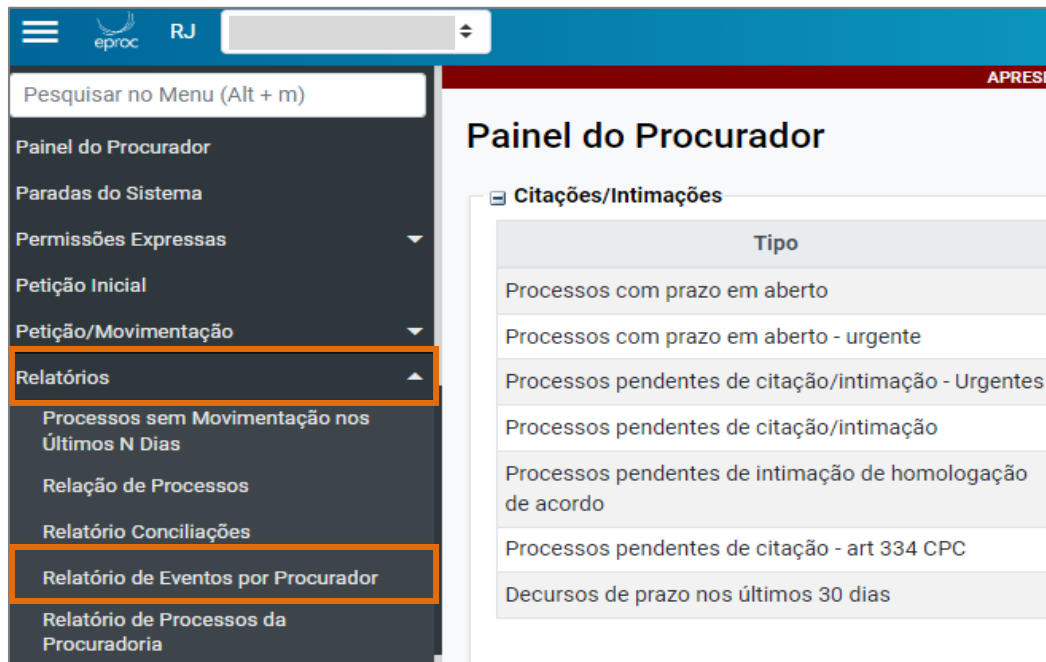 eproc
RJ
APRESE
Pesquisar no Menu (Alt + m)
Painel do Procurador
Paradas do Sistema
Permissões Expressas
Petição Inicial
Petição/Movimentação
Relatórios
Processos sem Movimentação nos
Últimos N Dias
Relação de Processos
Relatório Conciliações
Relatório de Eventos por Procurador
Relatório de Processos da
Procuradoria
Painel do Procurador
Citações/Intimações
Tipo
Processos com prazo em aberto
Processos com prazo em aberto - urgente
Processos pendentes de citação/intimação - Urgentes
Processos pendentes de citação/intimação
Processos pendentes de intimação de homologação
de acordo
Processos pendentes de citação - art 334 CPC
Decursos de prazo nos últimos 30 dias